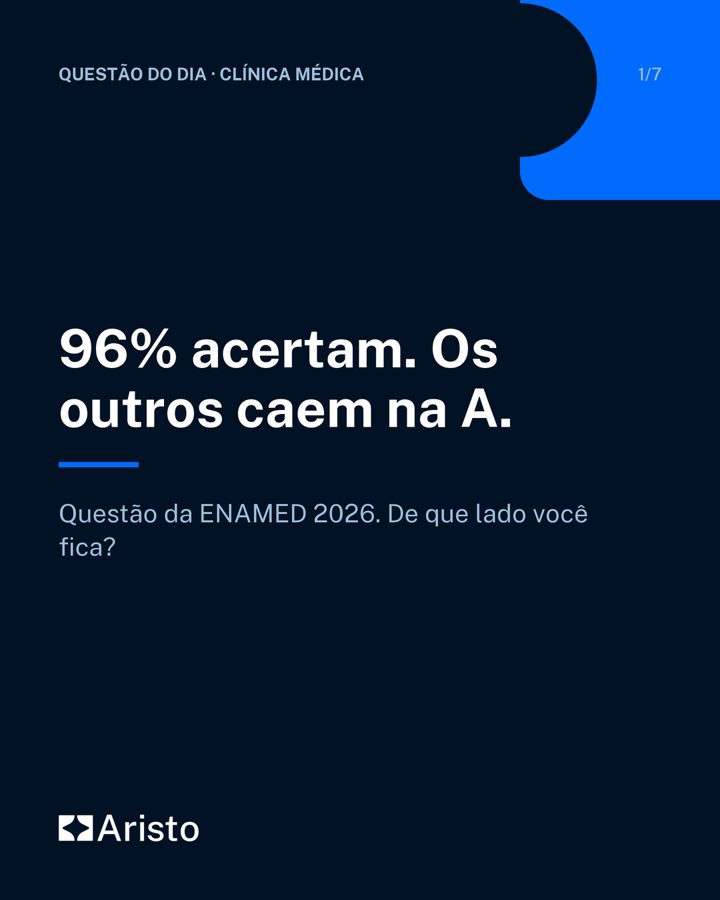 QUESTÃO DO DIA · CLÍNICA MÉDICA
1/7
96% acertam. Os
outros caem na A.
Questão da ENAMED 2026. De que lado você
fica?
Aristo